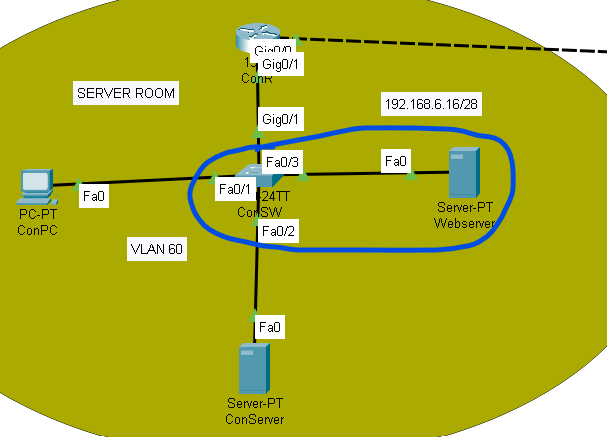 Gig0/0
Gig0/1
ConR
SERVER ROOM
192.168.6.16/28
Gig0/1
Fa0/3
Fa0
Fa0/1
-24TT
ConSW
Fa0
PC-PT
ConPC
Server-PT
Webserver
Fa0/2
VLAN 60
Fa0
Server-PT
ConServer